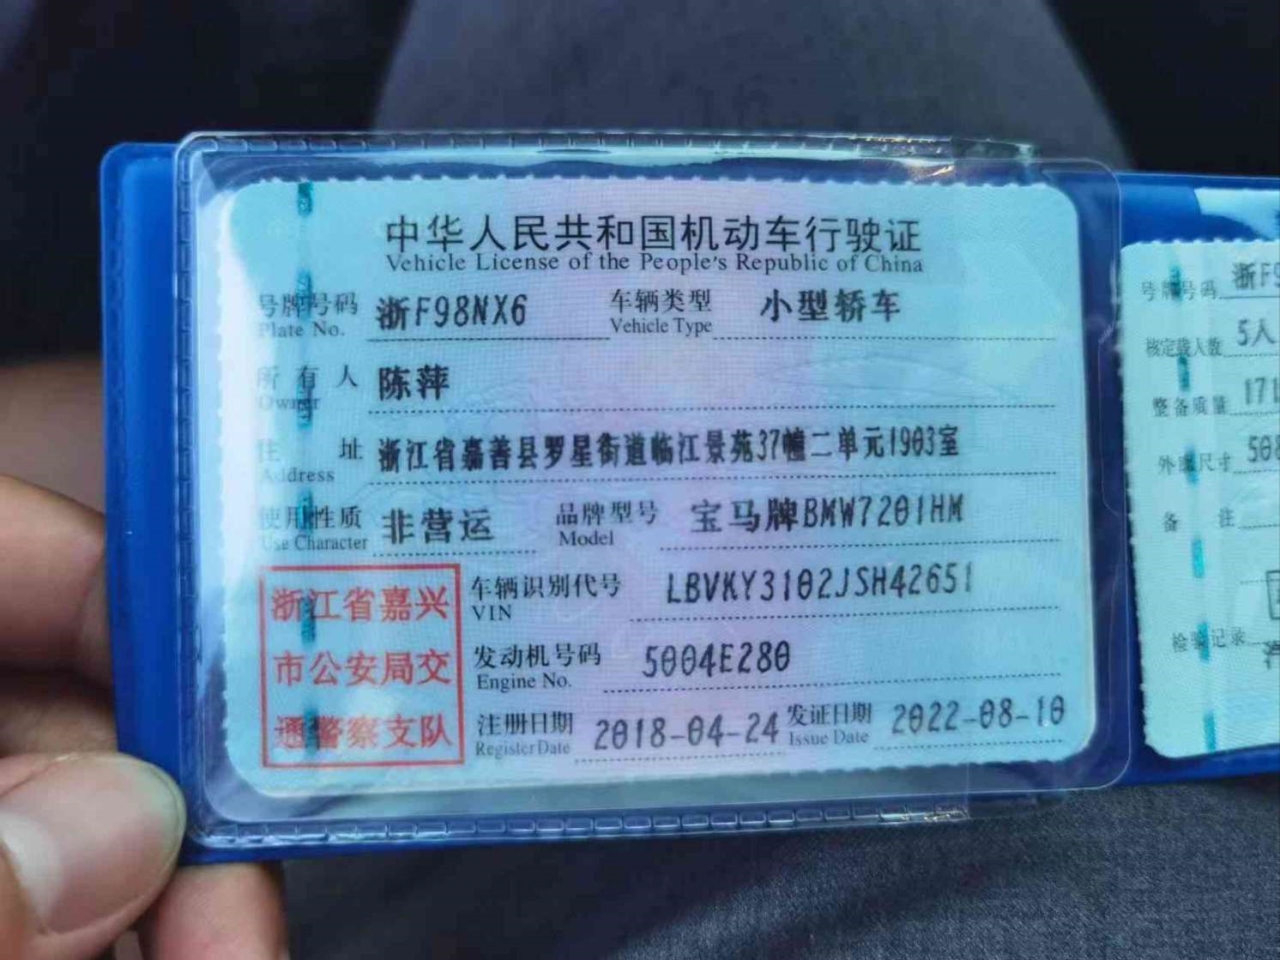 中华人民共和国机动车行驶证
Vehicle License of the People's Republic of China
号牌号码 浙F98NX6 车辆类型 小型轿车
Plate No. Vehicle Type
所有人 陈萍
Owner
住址 浙江省嘉善县罗星街道临江景苑37幢二单元1903室
Address
使用性质 非营运 品牌型号 宝马牌BMW7201HM
Use Character Model
浙江省嘉兴
市公安局交
通警察支队
车辆识别代号 LBVKY3102JSH42651
VIN
发动机号码 5004E280
Engine No.
注册日期 2018-04-24 发证日期 2022-08-10
Register Date Issue Date
号牌号码 浙F9
核定载人数 5人
整备质量 171
外廓尺寸 50
备注
检验记录